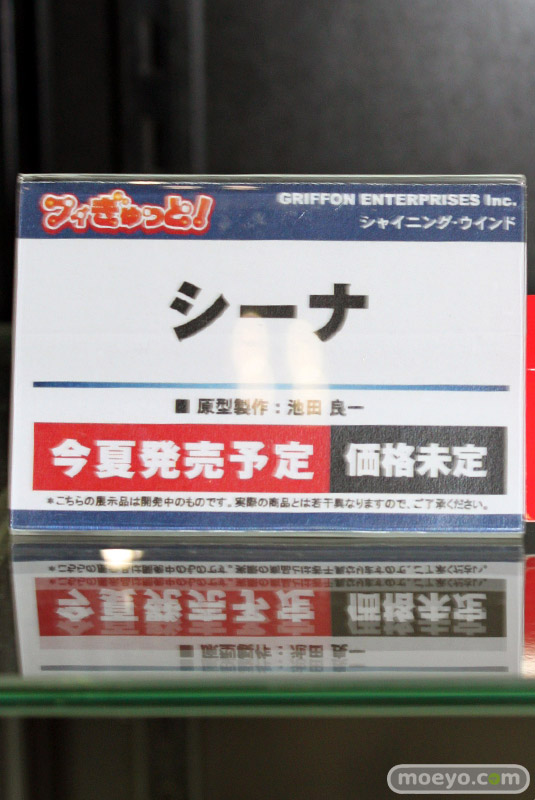 フィぎゅっと!
GRIFFON ENTERPRISES Inc.
シャイニング・ウインド
シーナ
■ 原型製作：池田 良一
今夏発売予定
価格未定
*こちらの展示品は開発中のものです。実際の商品とは若干異なりますので、ご了承ください。
moeyo.com